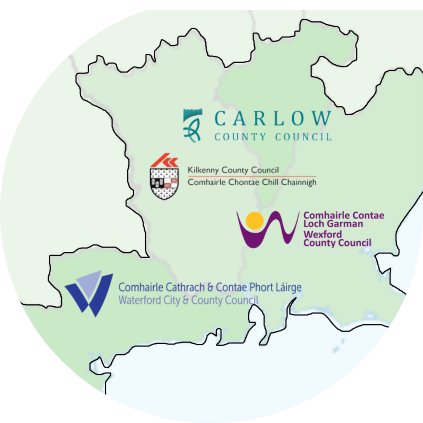 CARLOW
COUNTY COUNCIL
Kilkenny County Council
Comhairle Chontae Chill Chainnigh
Comhairle Contae
Loch Garman
Wexford
County Council
Comhairle Cathrach & Contae Phort Láirge
Waterford City & County Council